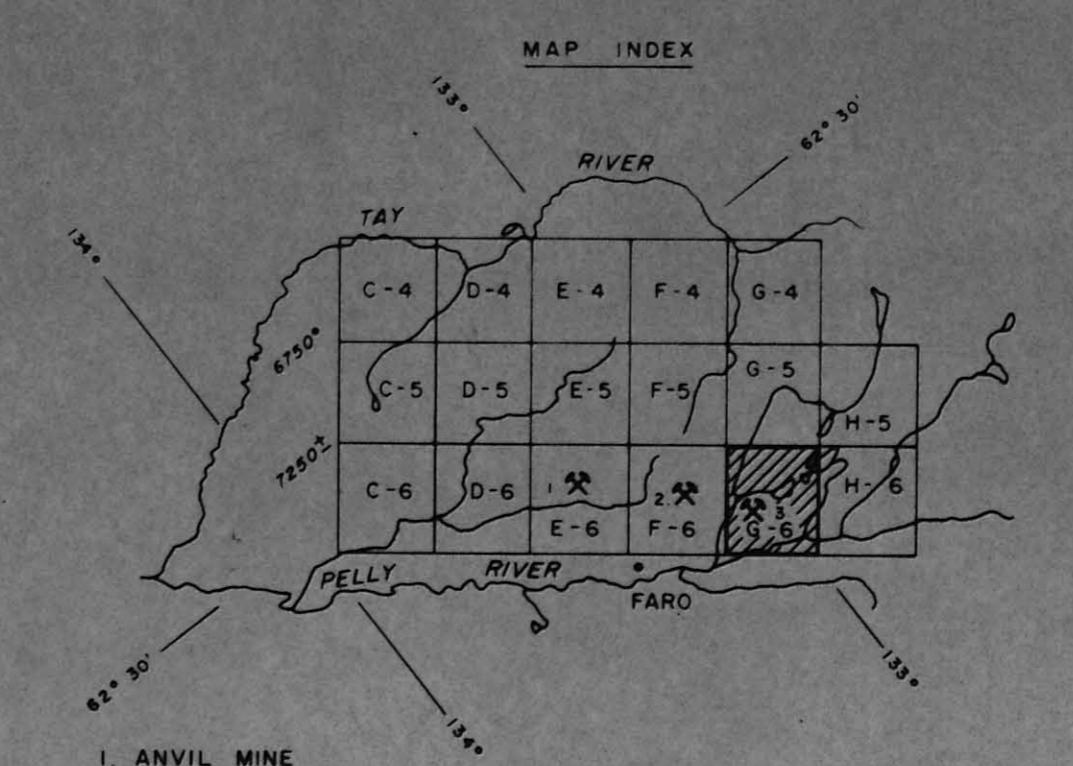 MAP INDEX
133°
62° 30'
RIVER
TAY
134°
C-4 D-4 E-4 F-4 G-4
6750°
C-5 D-5 E-5 F-5 G-5
H-5
7250±
C-6 D-6 1 2. 3 H-6
E-6 F-6 G-6
PELLY RIVER
FARO
62° 30'
134°
133°
1. ANVIL MINE